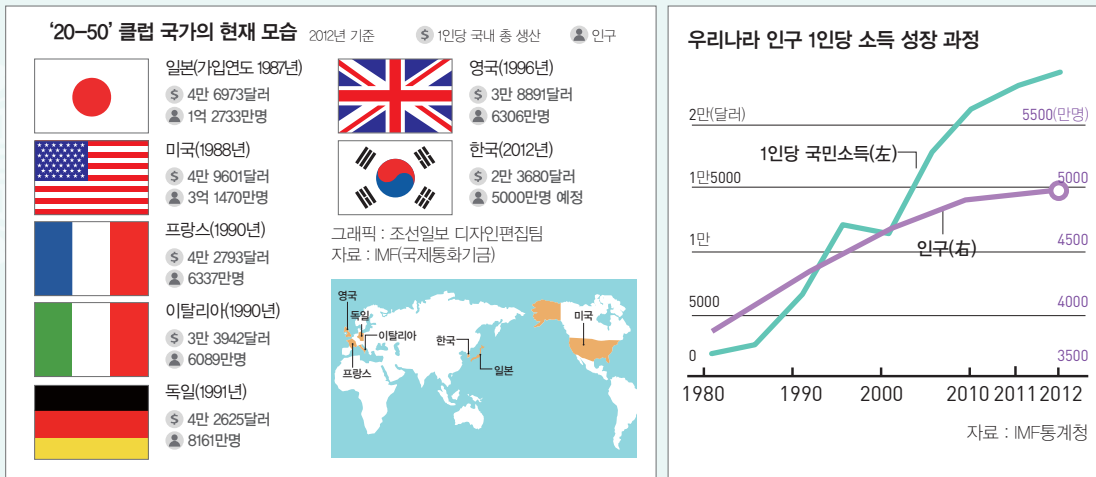 ‘20-50’ 클럽 국가의 현재 모습 2012년 기준 $ 1인당 국내 총 생산 인구
일본(가입연도 1987년)
$ 4만 6973달러
1억 2733만명
미국(1988년)
$ 4만 9601달러
3억 1470만명
프랑스(1990년)
$ 4만 2793달러
6337만명
이탈리아(1990년)
$ 3만 3942달러
6089만명
독일(1991년)
$ 4만 2625달러
8161만명
영국(1996년)
$ 3만 8891달러
6306만명
한국(2012년)
$ 2만 3680달러
5000만명 예정
그래픽 : 조선일보 디자인편집팀
자료 : IMF(국제통화기금)
영국
독일
이탈리아
프랑스
한국
일본
미국
우리나라 인구 1인당 소득 성장 과정
2만(달러)
1만5000
1만
5000
0
5500(만명)
5000
4500
4000
3500
1인당 국민소득(左)
인구(右)
1980 1990 2000 2010 2011 2012
자료 : IMF통계청